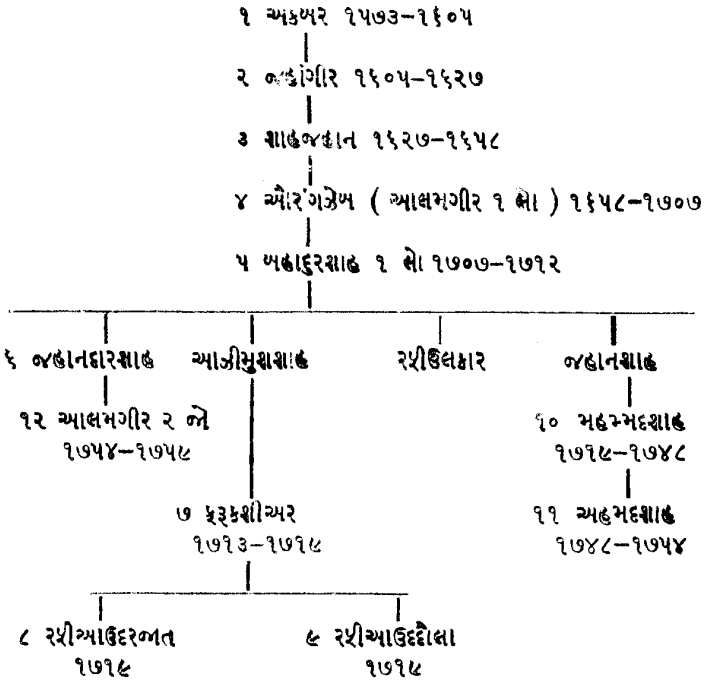 ૧ અકબર ૧૫૭૩–૧૬૦૫
૨ જહાંગીર ૧૬૦૫–૧૬૨૭
૩ શાહજહાન ૧૬૨૭–૧૬૫૮
૪ ઔરંગઝેબ ( આલમગીર ૧ લો ) ૧૬૫૮–૧૭૦૭
૫ બહાદુરશાહ ૧ લો ૧૭૦૭–૧૭૧૨
૬ જહાનદારશાહ આઝીમુશશાહ રફીઉલકાર જહાનશાહ
૧૨ આલમગીર ૨ જો ૧૦ મહમ્મદશાહ
૧૭૫૪–૧૭૫૯ ૧૭૧૯–૧૭૪૮
૭ ફરૂકશીઅર ૧૧ અહમદશાહ
૧૭૧૩–૧૭૧૯ ૧૭૪૮–૧૭૫૪
૮ રફીઆઉદરજાત ૯ રફીઆઉદદૌલા
૧૭૧૯ ૧૭૧૯